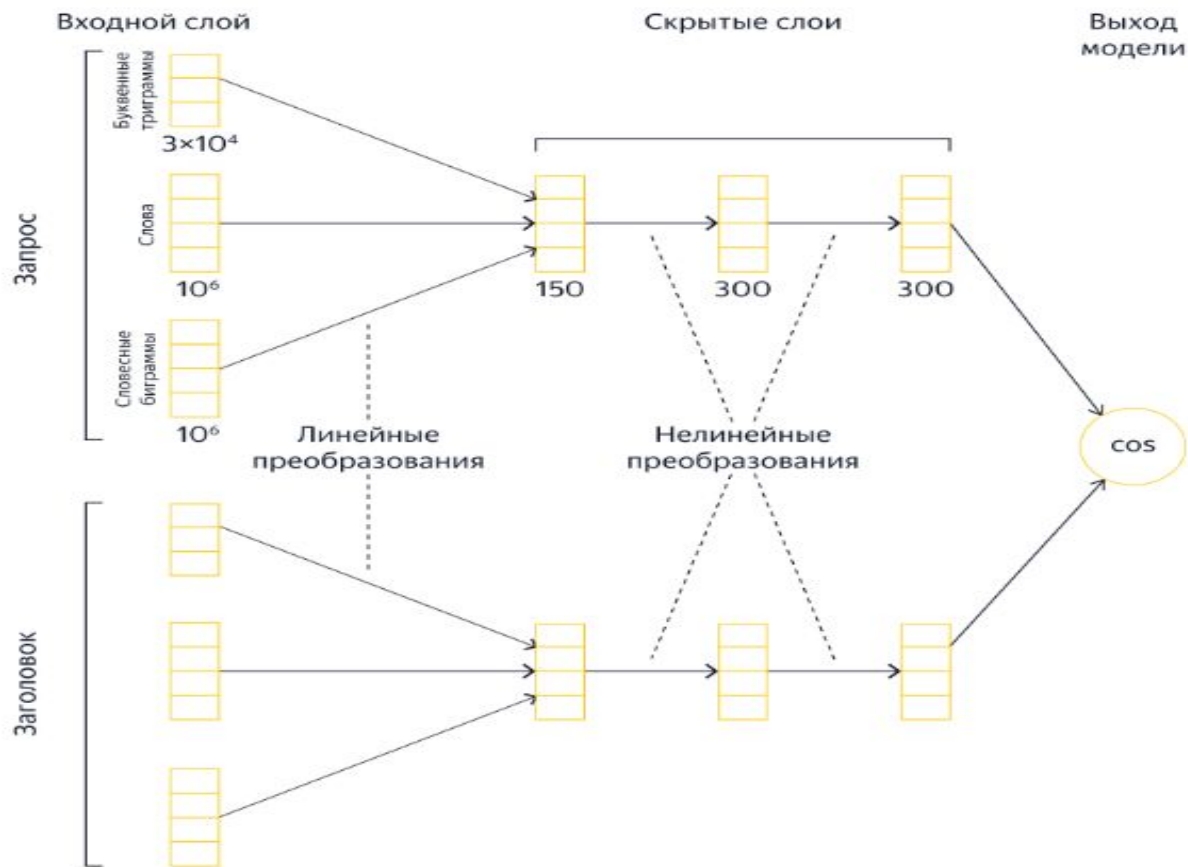 Входной слой
Скрытые слои
Выход
модели
Запрос
Буквенные
триграммы
3×10⁴
Слова
10⁶
Словесные
биграммы
10⁶
150
300
300
Линейные
преобразования
Нелинейные
преобразования
cos
Заголовок